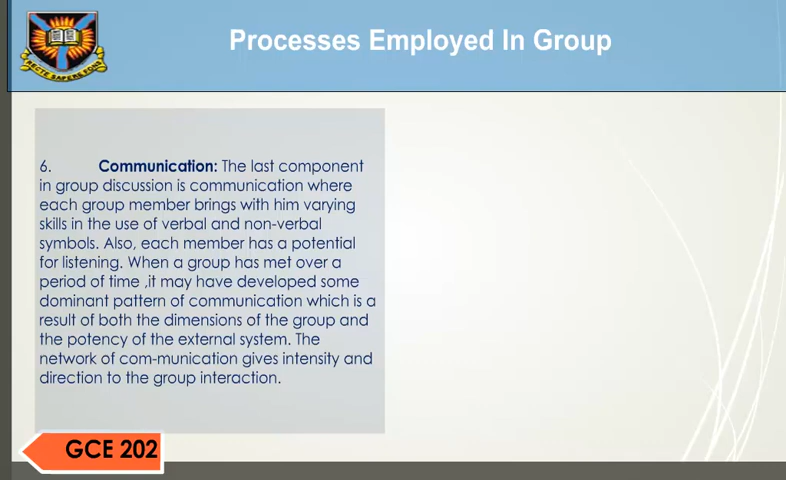 Processes Employed In Group
RECTE SAPERE FONS
6. Communication: The last component
in group discussion is communication where
each group member brings with him varying
skills in the use of verbal and non-verbal
symbols. Also, each member has a potential
for listening. When a group has met over a
period of time ,it may have developed some
dominant pattern of communication which is a
result of both the dimensions of the group and
the potency of the external system. The
network of com-munication gives intensity and
direction to the group interaction.
GCE 202